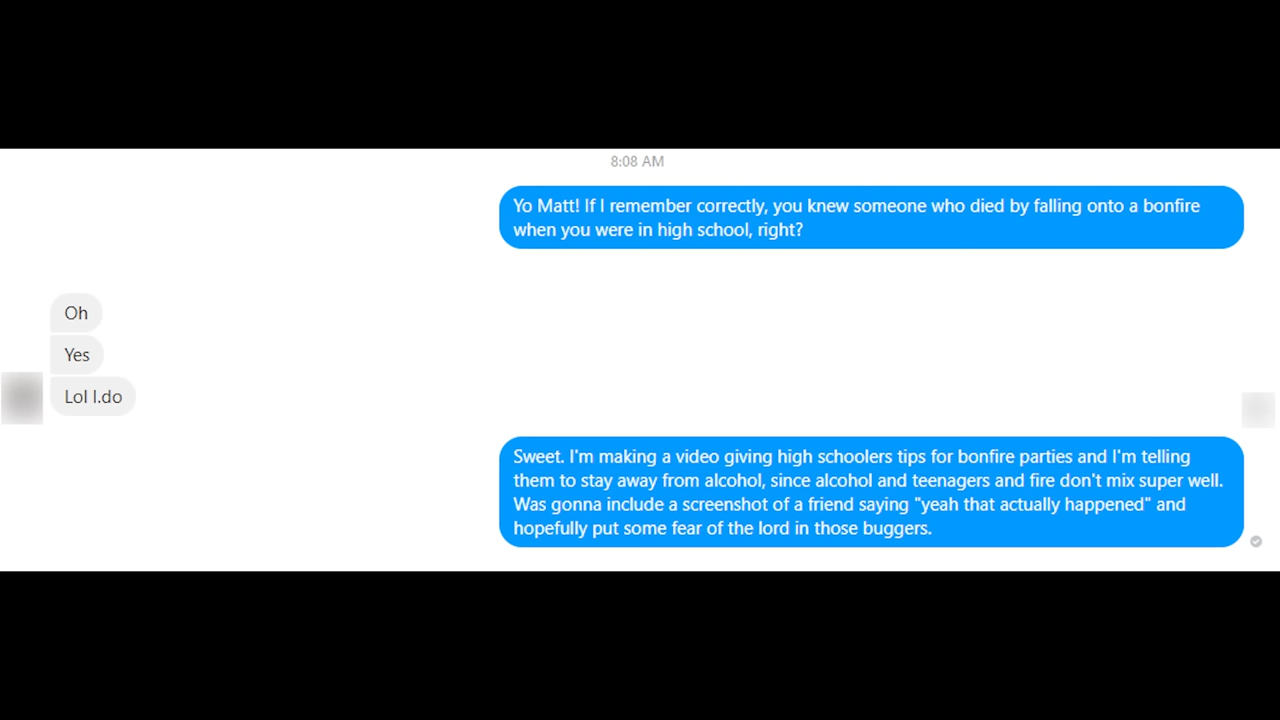 8:08 AM
Yo Matt! If I remember correctly, you knew someone who died by falling onto a bonfire
when you were in high school, right?
Oh
Yes
Lol I.do
Sweet. I'm making a video giving high schoolers tips for bonfire parties and I'm telling
them to stay away from alcohol, since alcohol and teenagers and fire don't mix super well.
Was gonna include a screenshot of a friend saying "yeah that actually happened" and
hopefully put some fear of the lord in those buggers.